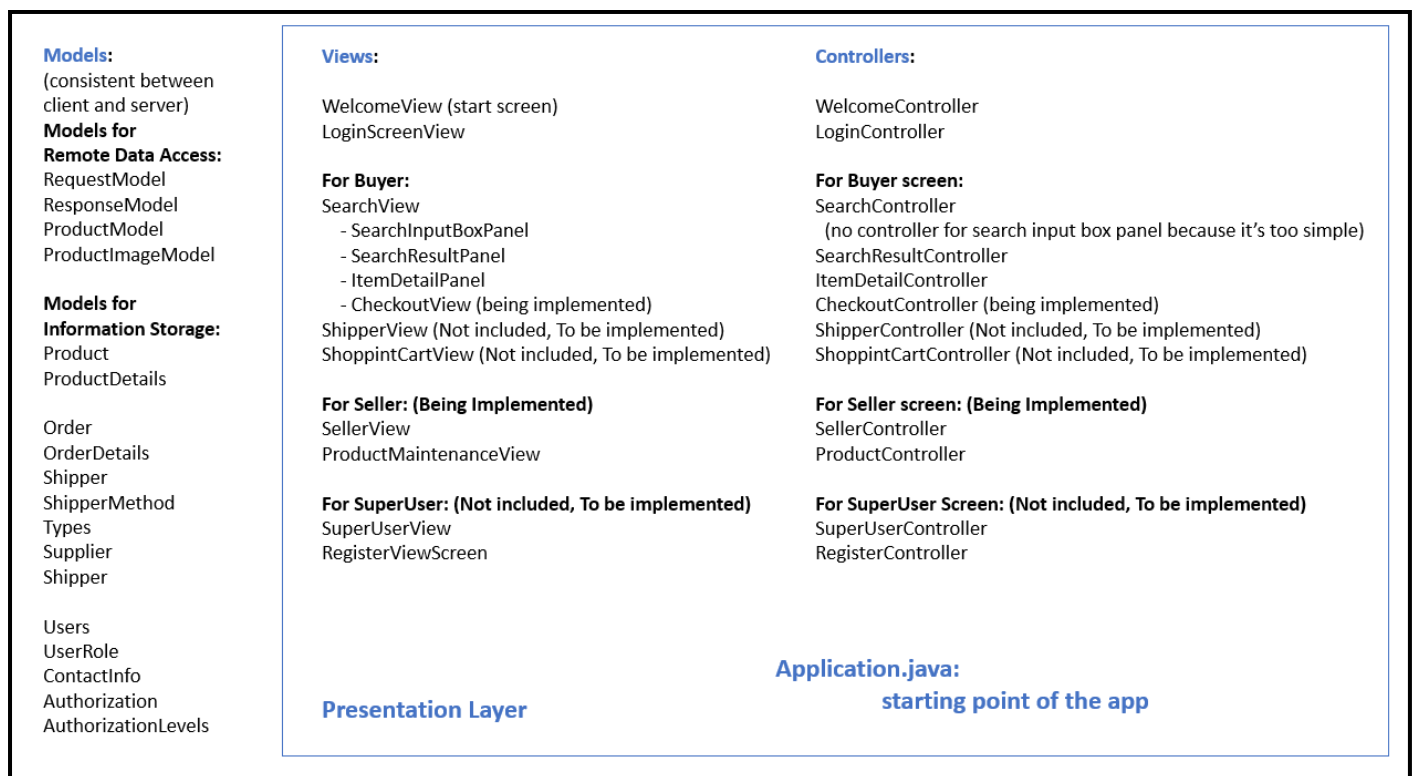 Models:
(consistent between
client and server)
Models for
Remote Data Access:
RequestModel
ResponseModel
ProductModel
ProductImageModel
Models for
Information Storage:
Product
ProductDetails
Order
OrderDetails
Shipper
ShipperMethod
Types
Supplier
Shipper
Users
UserRole
ContactInfo
Authorization
AuthorizationLevels
Views:
WelcomeView (start screen)
LoginScreenView
For Buyer:
SearchView
- SearchInputBoxPanel
- SearchResultPanel
- ItemDetailPanel
- CheckoutView (being implemented)
ShipperView (Not included, To be implemented)
ShoppintCartView (Not included, To be implemented)
For Seller: (Being Implemented)
SellerView
ProductMaintenanceView
For SuperUser: (Not included, To be implemented)
SuperUserView
RegisterViewScreen
Presentation Layer
Controllers:
WelcomeController
LoginController
For Buyer screen:
SearchController
(no controller for search input box panel because it's too simple)
SearchResultController
ItemDetailController
CheckoutController (being implemented)
ShipperController (Not included, To be implemented)
ShoppintCartController (Not included, To be implemented)
For Seller screen: (Being Implemented)
SellerController
ProductController
For SuperUser Screen: (Not included, To be implemented)
SuperUserController
RegisterController
Application.java:
starting point of the app